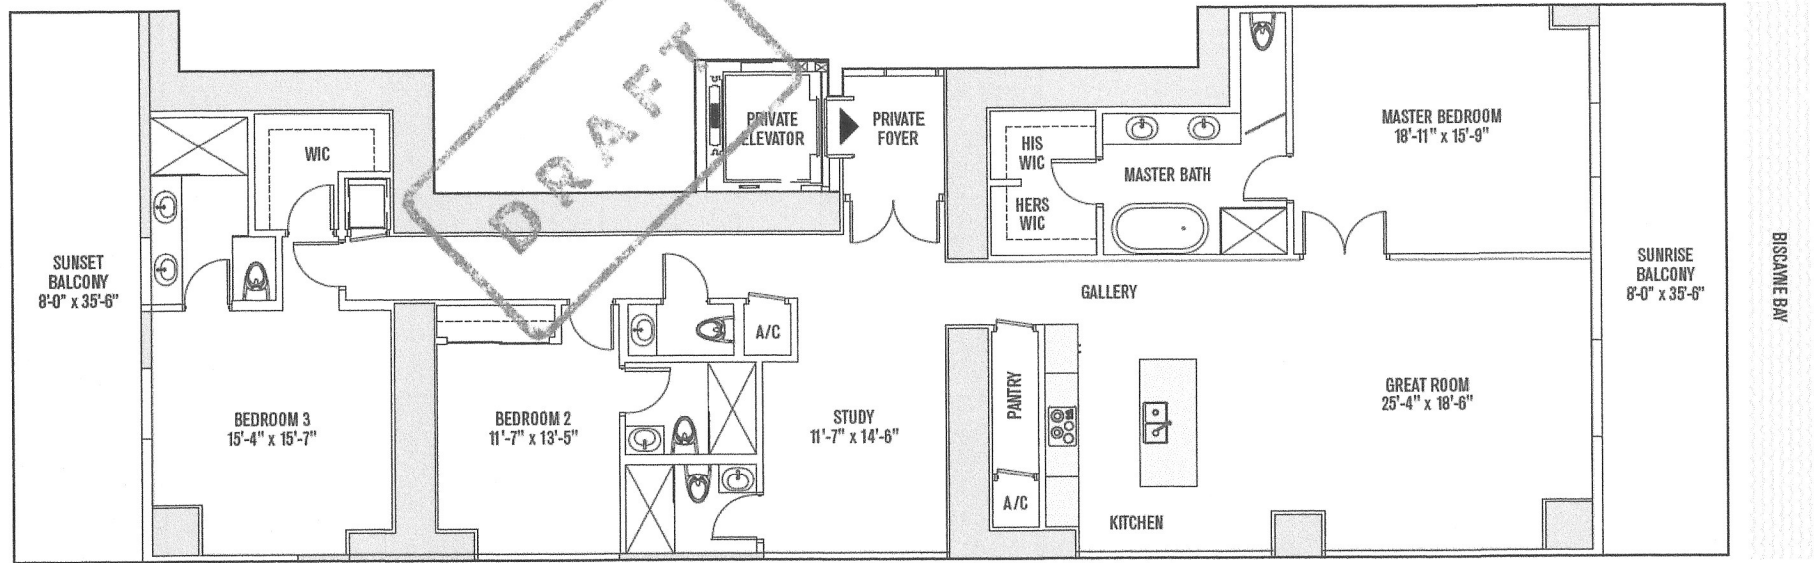 DRAFT
SUNSET
BALCONY
8'-0" x 35'-6"
WIC
PRIVATE
ELEVATOR
PRIVATE
FOYER
HIS
WIC
HERS
WIC
MASTER BATH
MASTER BEDROOM
18'-11" x 15'-9"
SUNRISE
BALCONY
8'-0" x 35'-6"
BISCAYNE BAY
GALLERY
A/C
BEDROOM 3
15'-4" x 15'-7"
BEDROOM 2
11'-7" x 13'-5"
STUDY
11'-7" x 14'-6"
PANTRY
A/C
KITCHEN
GREAT ROOM
25'-4" x 18'-6"